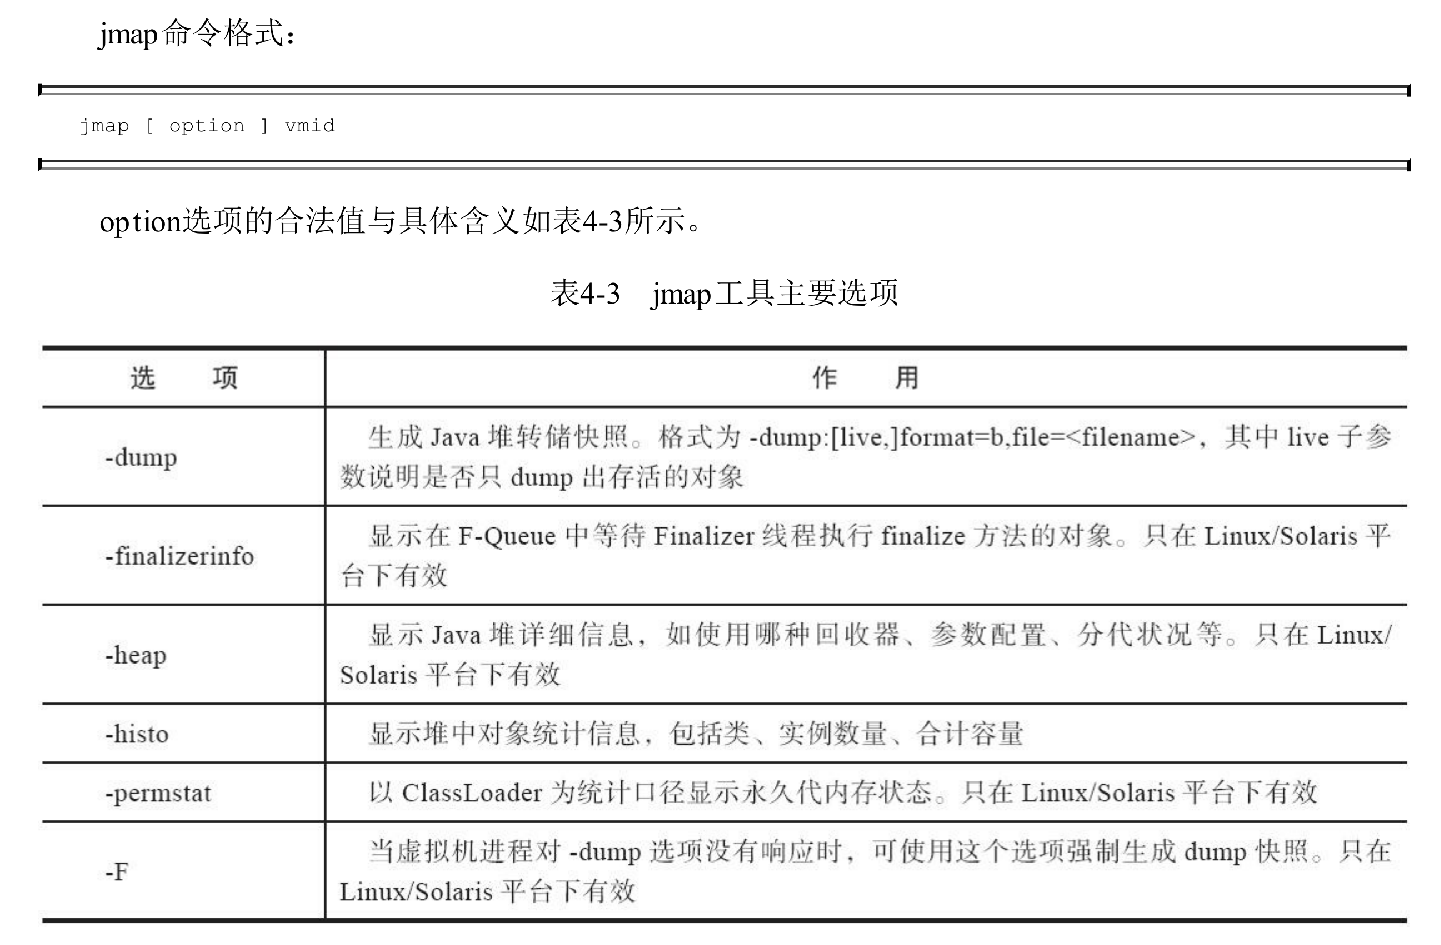 jmap命令格式：
jmap [ option ] vmid
option选项的合法值与具体含义如表4-3所示。
表4-3 jmap工具主要选项
选 项 作 用
-dump 生成 Java 堆转储快照。格式为 -dump:[live,]format=b,file=<filename>，其中 live 子参
数说明是否只 dump 出存活的对象
-finalizerinfo 显示在 F-Queue 中等待 Finalizer 线程执行 finalize 方法的对象。只在 Linux/Solaris 平
台下有效
-heap 显示 Java 堆详细信息，如使用哪种回收器、参数配置、分代状况等。只在 Linux/
Solaris 平台下有效
-histo 显示堆中对象统计信息，包括类、实例数量、合计容量
-permstat 以 ClassLoader 为统计口径显示永久代内存状态。只在 Linux/Solaris 平台下有效
-F 当虚拟机进程对 -dump 选项没有响应时，可使用这个选项强制生成 dump 快照。只在
Linux/Solaris 平台下有效